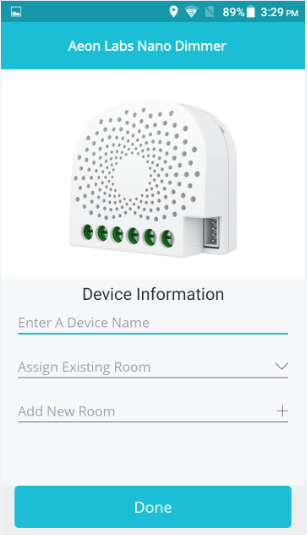 89% 3:29 PM
Aeon Labs Nano Dimmer
Device Information
Enter A Device Name
Assign Existing Room
Add New Room
Done